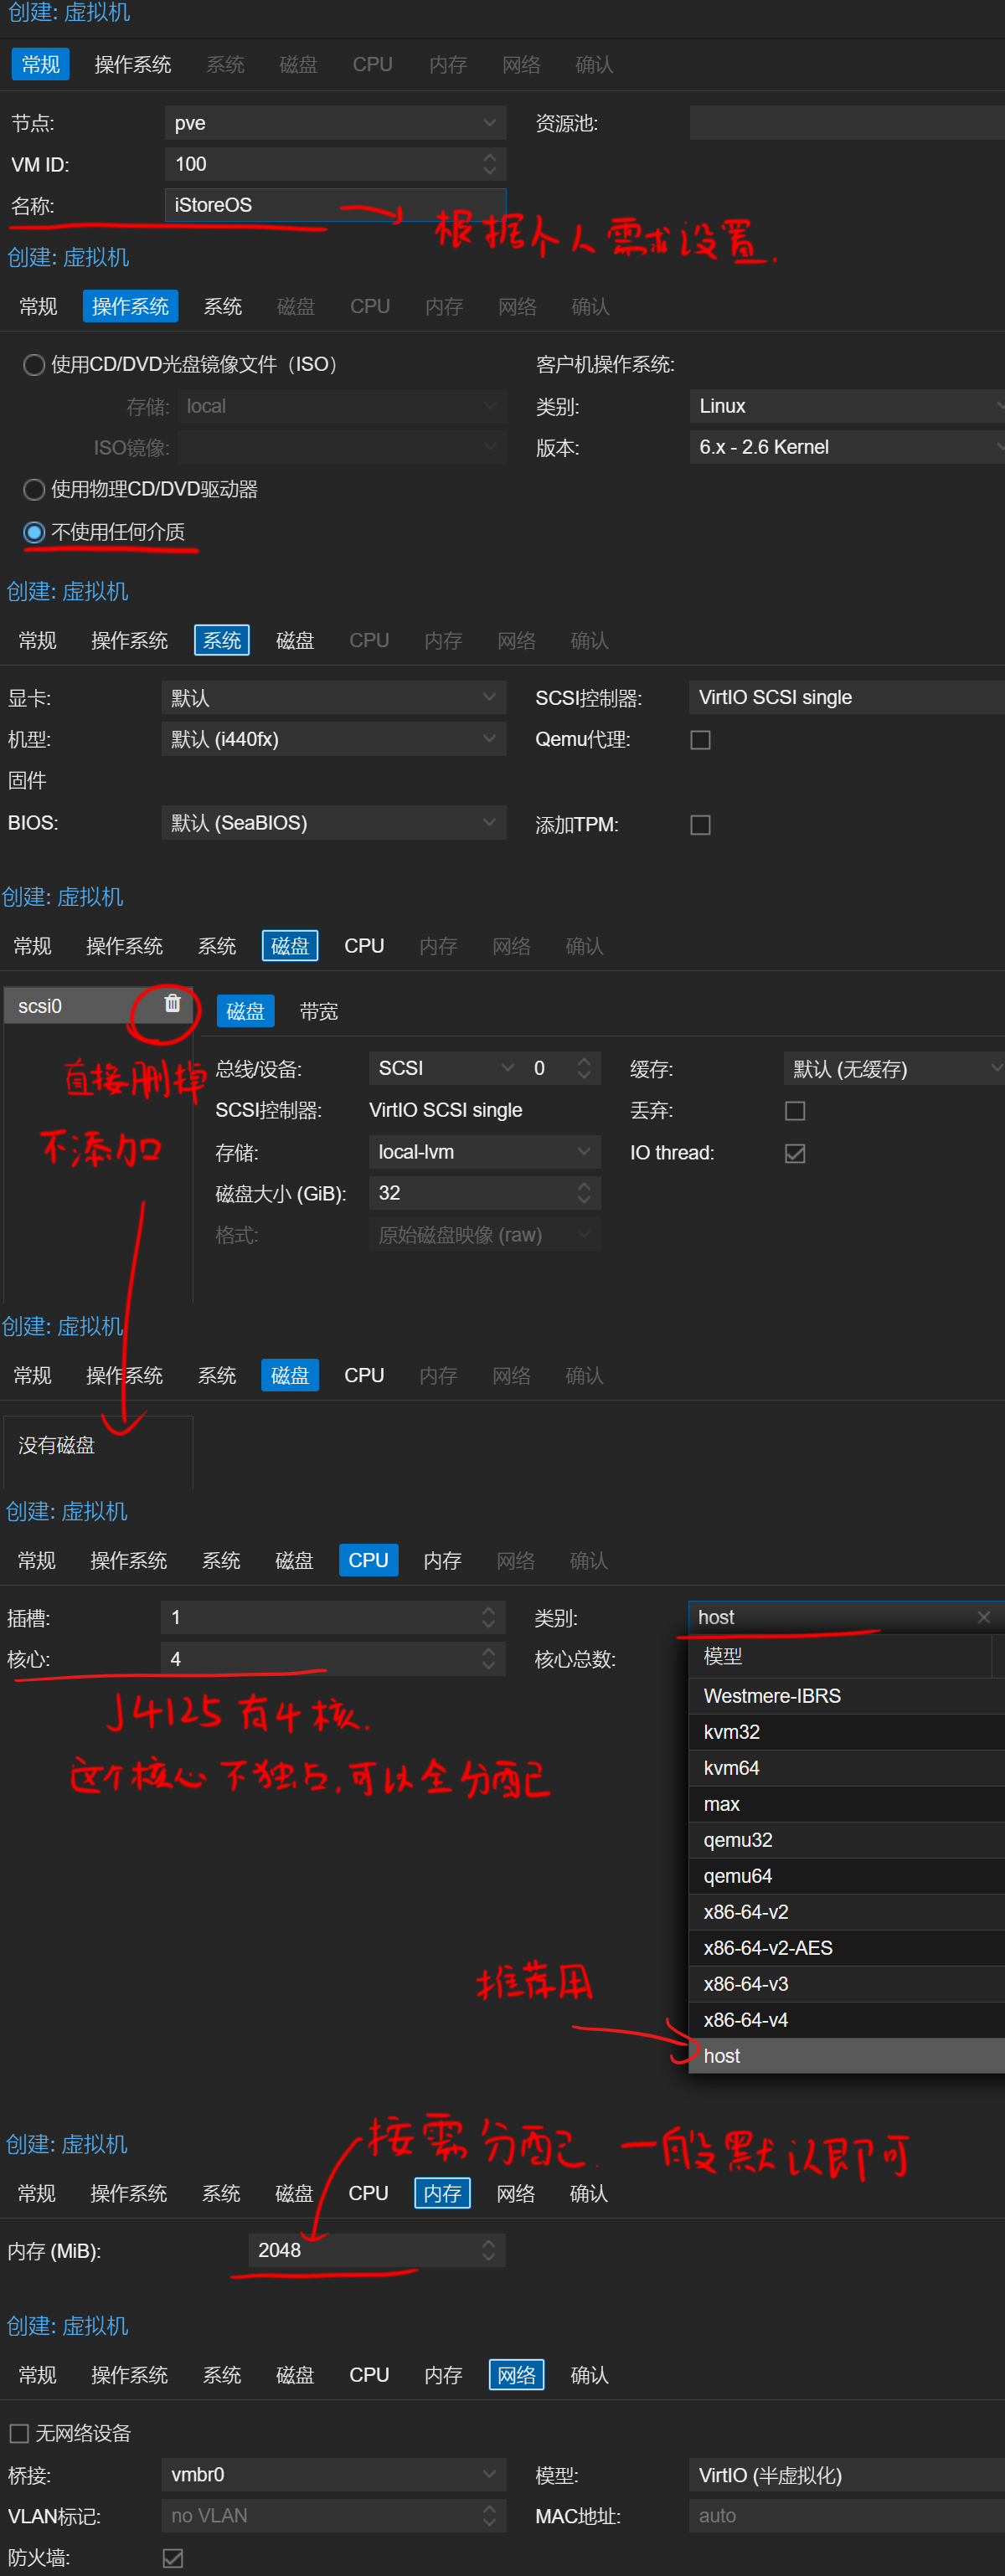 创建: 虚拟机
常规 操作系统 系统 磁盘 CPU 内存 网络 确认
节点: pve 资源池:
VM ID: 100
名称: iStoreOS
根据个人需求设置.
创建: 虚拟机
常规 操作系统 系统 磁盘 CPU 内存 网络 确认
使用CD/DVD光盘镜像文件（ISO） 客户机操作系统:
存储: local 类别: Linux
ISO镜像: 版本: 6.x - 2.6 Kernel
使用物理CD/DVD驱动器
不使用任何介质
创建: 虚拟机
常规 操作系统 系统 磁盘 CPU 内存 网络 确认
显卡: 默认 SCSI控制器: VirtIO SCSI single
机型: 默认 (i440fx) Qemu代理:
固件
BIOS: 默认 (SeaBIOS) 添加TPM:
创建: 虚拟机
常规 操作系统 系统 磁盘 CPU 内存 网络 确认
scsi0 磁盘 带宽
直接删掉
不添加
总线/设备: SCSI 0 缓存: 默认 (无缓存)
SCSI控制器: VirtIO SCSI single 丢弃:
存储: local-lvm IO thread:
磁盘大小 (GiB): 32
格式: 原始磁盘映像 (raw)
创建: 虚拟机
常规 操作系统 系统 磁盘 CPU 内存 网络 确认
没有磁盘
创建: 虚拟机
常规 操作系统 系统 磁盘 CPU 内存 网络 确认
插槽: 1 类别: host
核心: 4 核心总数:
J4125有4核.
这个核心不独占,可以全分配
模型
Westmere-IBRS
kvm32
kvm64
max
qemu32
qemu64
x86-64-v2
x86-64-v2-AES
x86-64-v3
x86-64-v4
host
推荐用
按需分配.一般默认即可
创建: 虚拟机
常规 操作系统 系统 磁盘 CPU 内存 网络 确认
内存 (MiB): 2048
创建: 虚拟机
常规 操作系统 系统 磁盘 CPU 内存 网络 确认
无网络设备
桥接: vmbr0 模型: VirtIO (半虚拟化)
VLAN标记: no VLAN MAC地址: auto
防火墙: